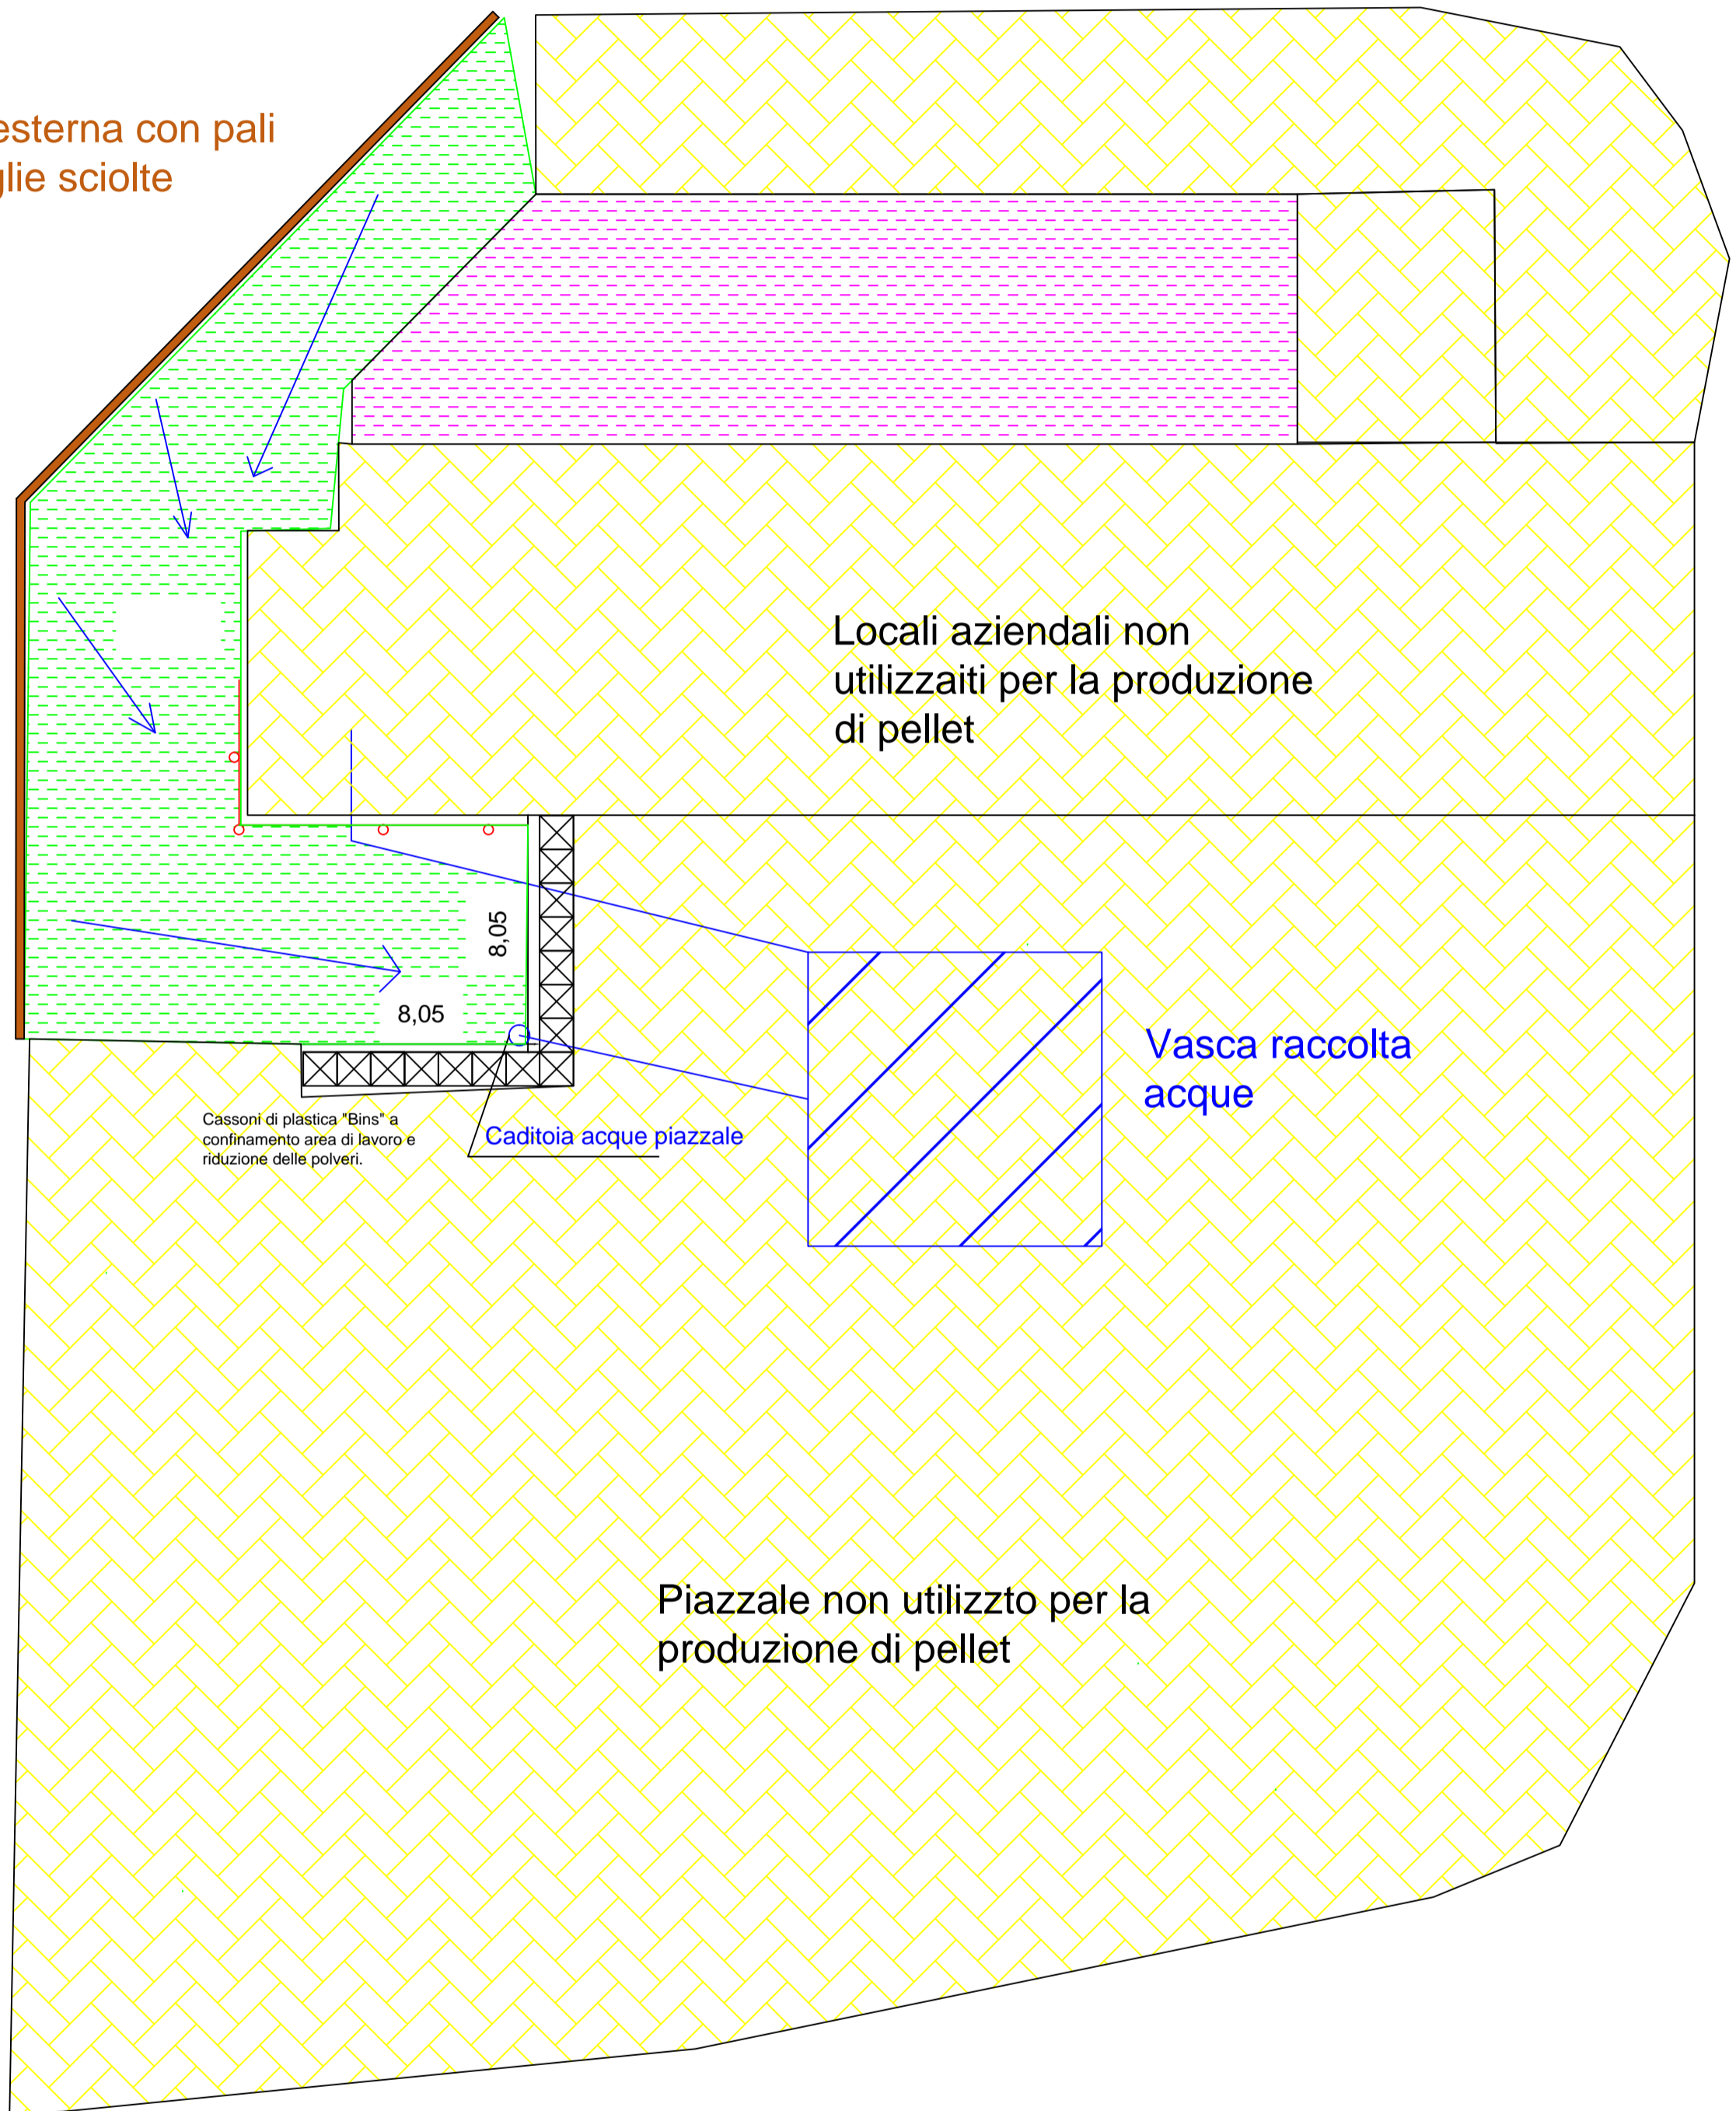 esterna con pali
glie sciolte
Locali aziendali non
utilizzaiti per la produzione
di pellet
8,05
8,05
Vasca raccolta
acque
Cassoni di plastica "Bins" a
confinamento area di lavoro e
riduzione delle polveri.
Caditoia acque piazzale
Piazzale non utilizzto per la
produzione di pellet